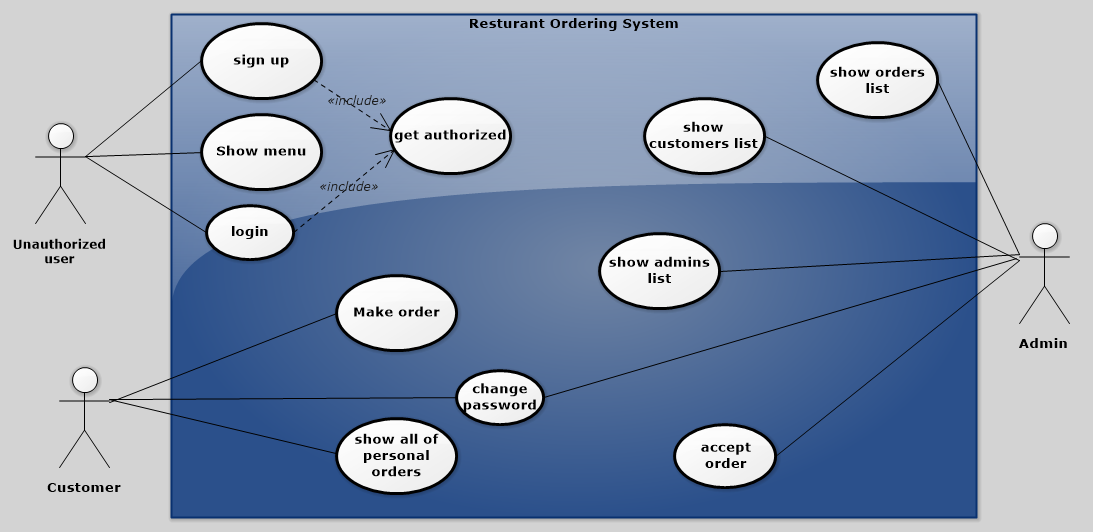 Resturant Ordering System
sign up
«include»
get authorized
Show menu
«include»
login
Unauthorized
user
show orders
list
show
customers list
show admins
list
Admin
Make order
change
password
show all of
personal
orders
accept
order
Customer